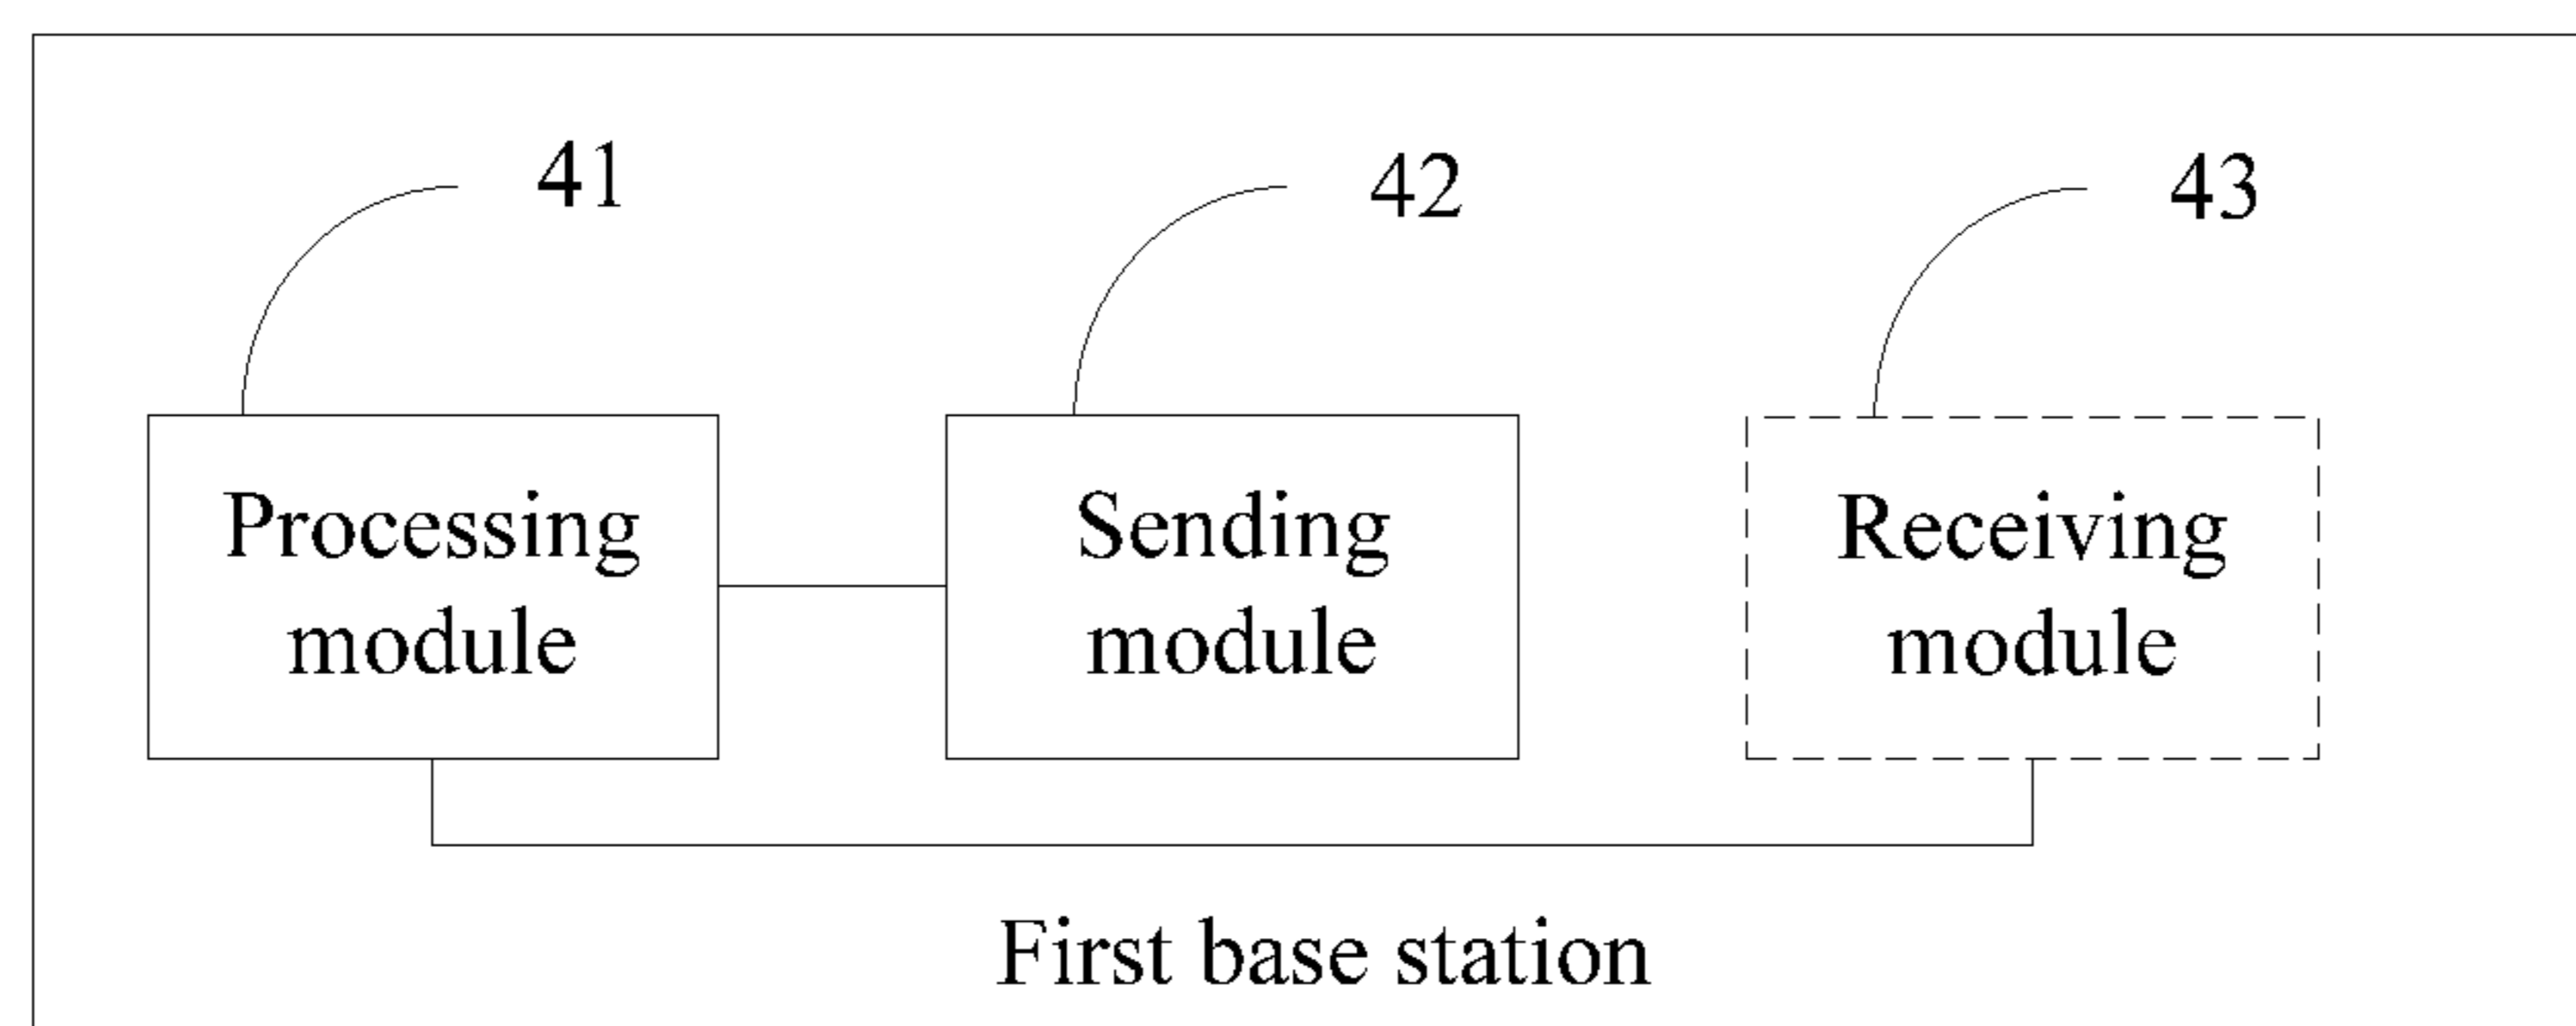 41
42
43
Processing
module
Sending
module
Receiving
module
First base station